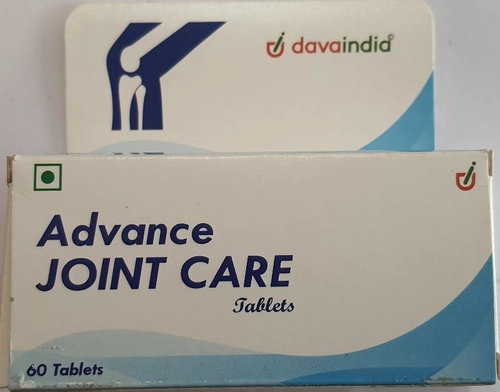 davaindia
Advance
JOINT CARE
Tablets
60 Tablets